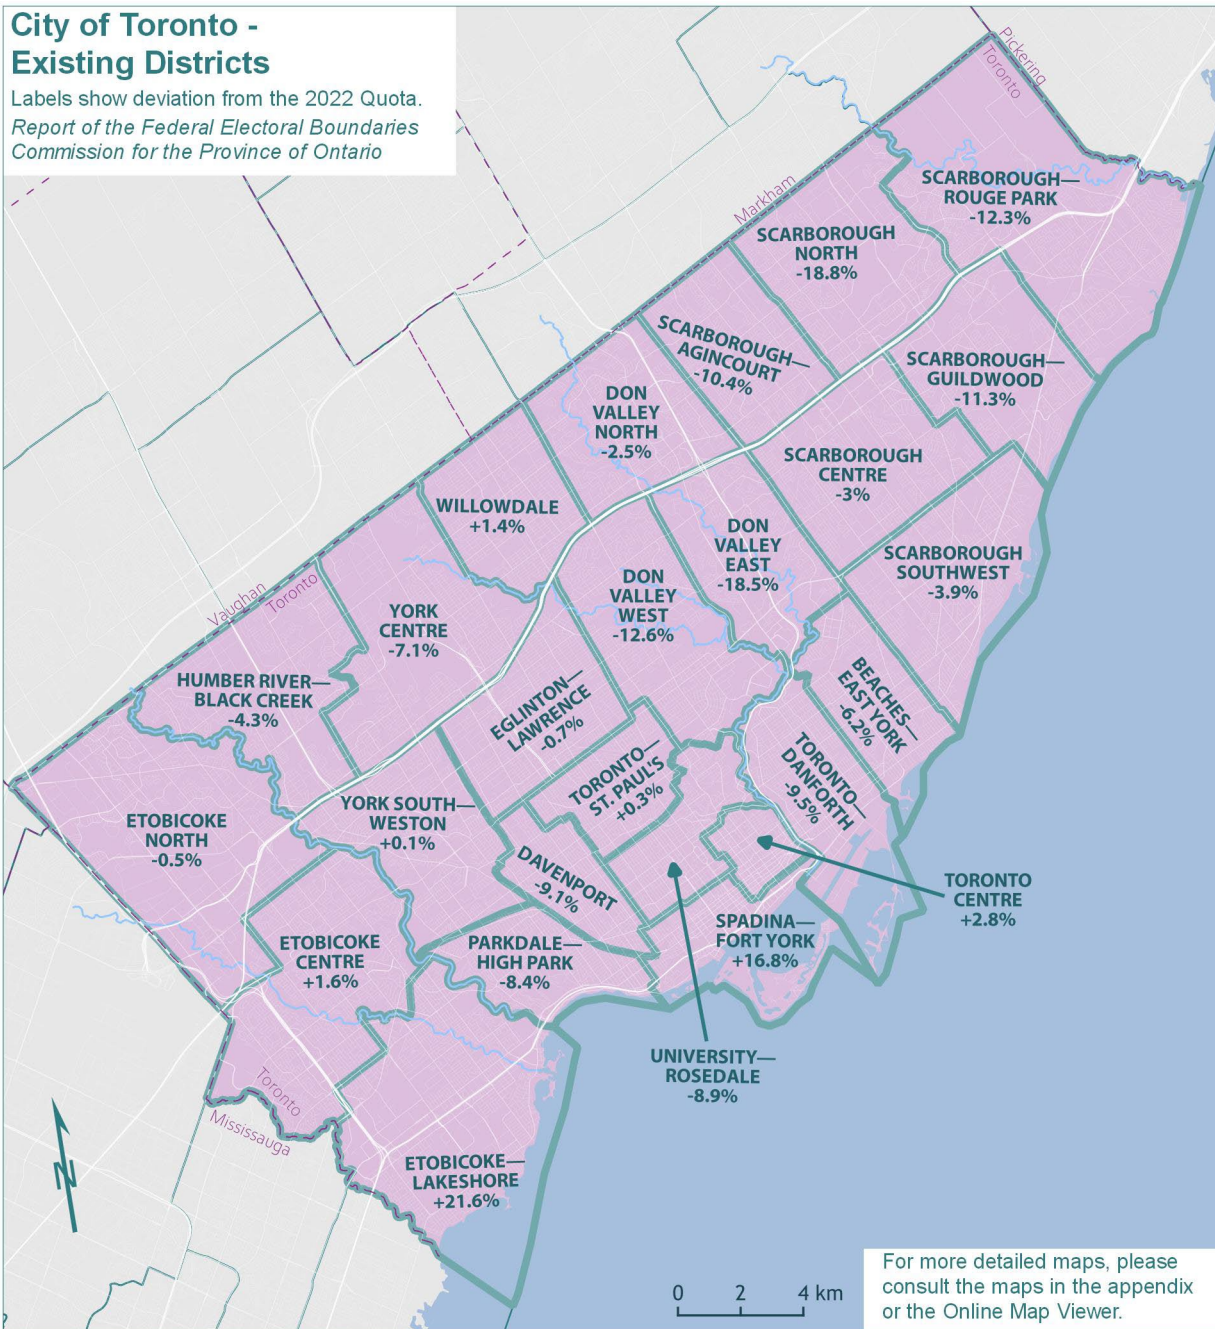 City of Toronto -
Existing Districts
Labels show deviation from the 2022 Quota.
Report of the Federal Electoral Boundaries
Commission for the Province of Ontario
Pickering
Toronto
Markham
SCARBOROUGH—
ROUGE PARK
-12.3%
SCARBOROUGH
NORTH
-18.8%
SCARBOROUGH—
AGINCOURT
-10.4%
SCARBOROUGH—
GUILDWOOD
-11.3%
DON
VALLEY
NORTH
-2.5%
SCARBOROUGH
CENTRE
-3%
WILLOWDALE
+1.4%
DON
VALLEY
EAST
-18.5%
SCARBOROUGH
SOUTHWEST
-3.9%
DON
VALLEY
WEST
-12.6%
Vaughan
Toronto
YORK
CENTRE
-7.1%
HUMBER RIVER—
BLACK CREEK
-4.3%
EGLINTON—
LAWRENCE
-0.7%
BEACHES—
EAST YORK
-6.2%
TORONTO—
ST. PAUL'S
+0.3%
TORONTO—
DANFORTH
-9.5%
ETOBICOKE
NORTH
-0.5%
YORK SOUTH—
WESTON
+0.1%
DAVENPORT
-9.1%
TORONTO
CENTRE
+2.8%
SPADINA—
FORT YORK
+16.8%
ETOBICOKE
CENTRE
+1.6%
PARKDALE—
HIGH PARK
-8.4%
UNIVERSITY—
ROSEDALE
-8.9%
Toronto
Mississauga
N
ETOBICOKE—
LAKESHORE
+21.6%
0 2 4 km
For more detailed maps, please
consult the maps in the appendix
or the Online Map Viewer.